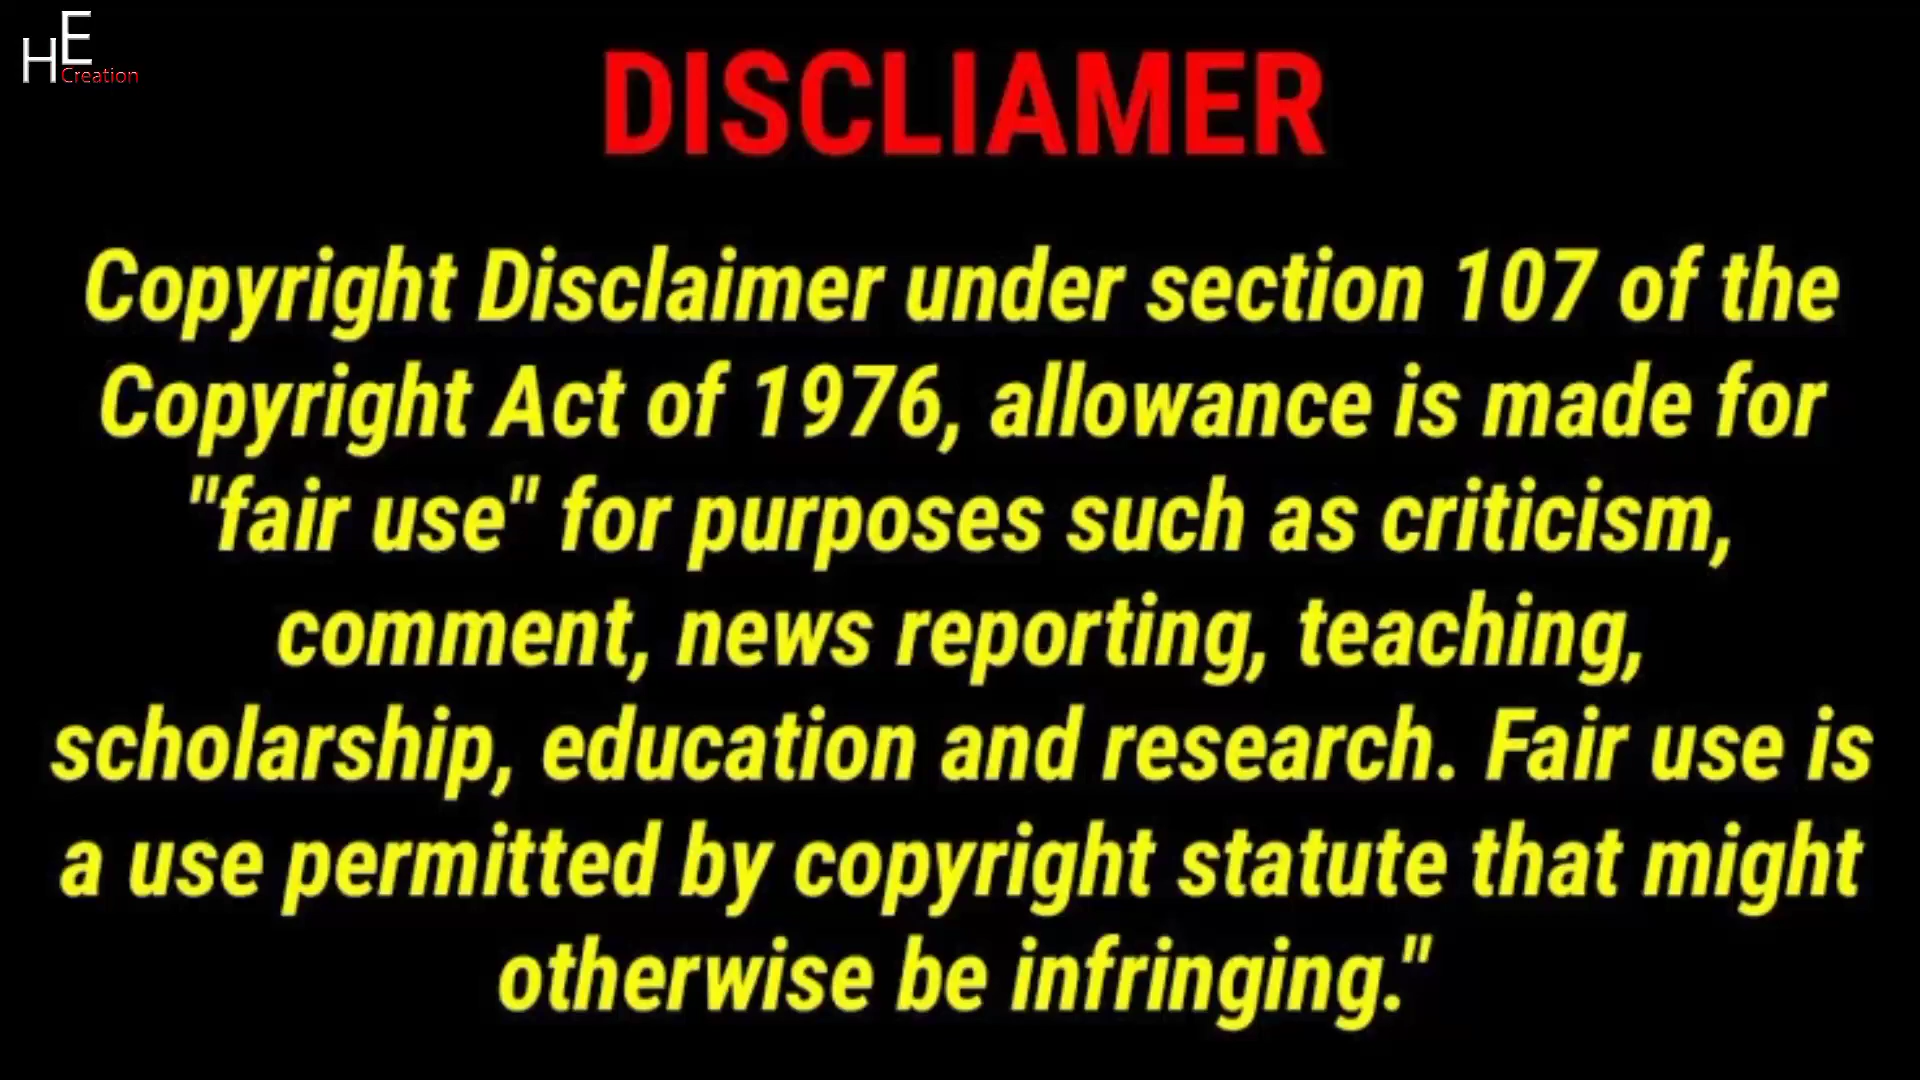 HE
Creation
DISCLIAMER
Copyright Disclaimer under section 107 of the
Copyright Act of 1976, allowance is made for
"fair use" for purposes such as criticism,
comment, news reporting, teaching,
scholarship, education and research. Fair use is
a use permitted by copyright statute that might
otherwise be infringing."